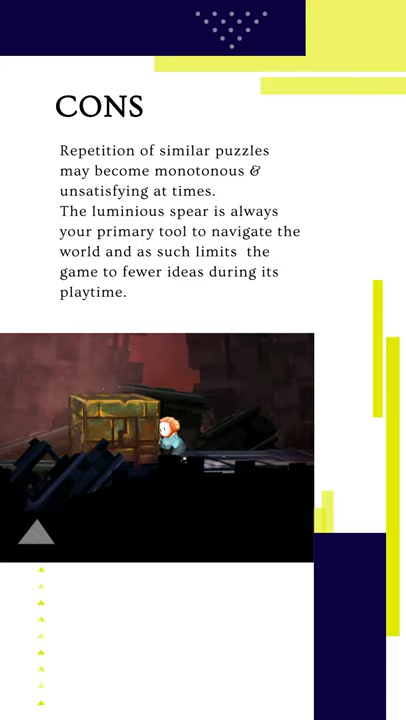 CONS
Repetition of similar puzzles
may become monotonous &
unsatisfying at times.
The luminious spear is always
your primary tool to navigate the
world and as such limits  the
game to fewer ideas during its
playtime.